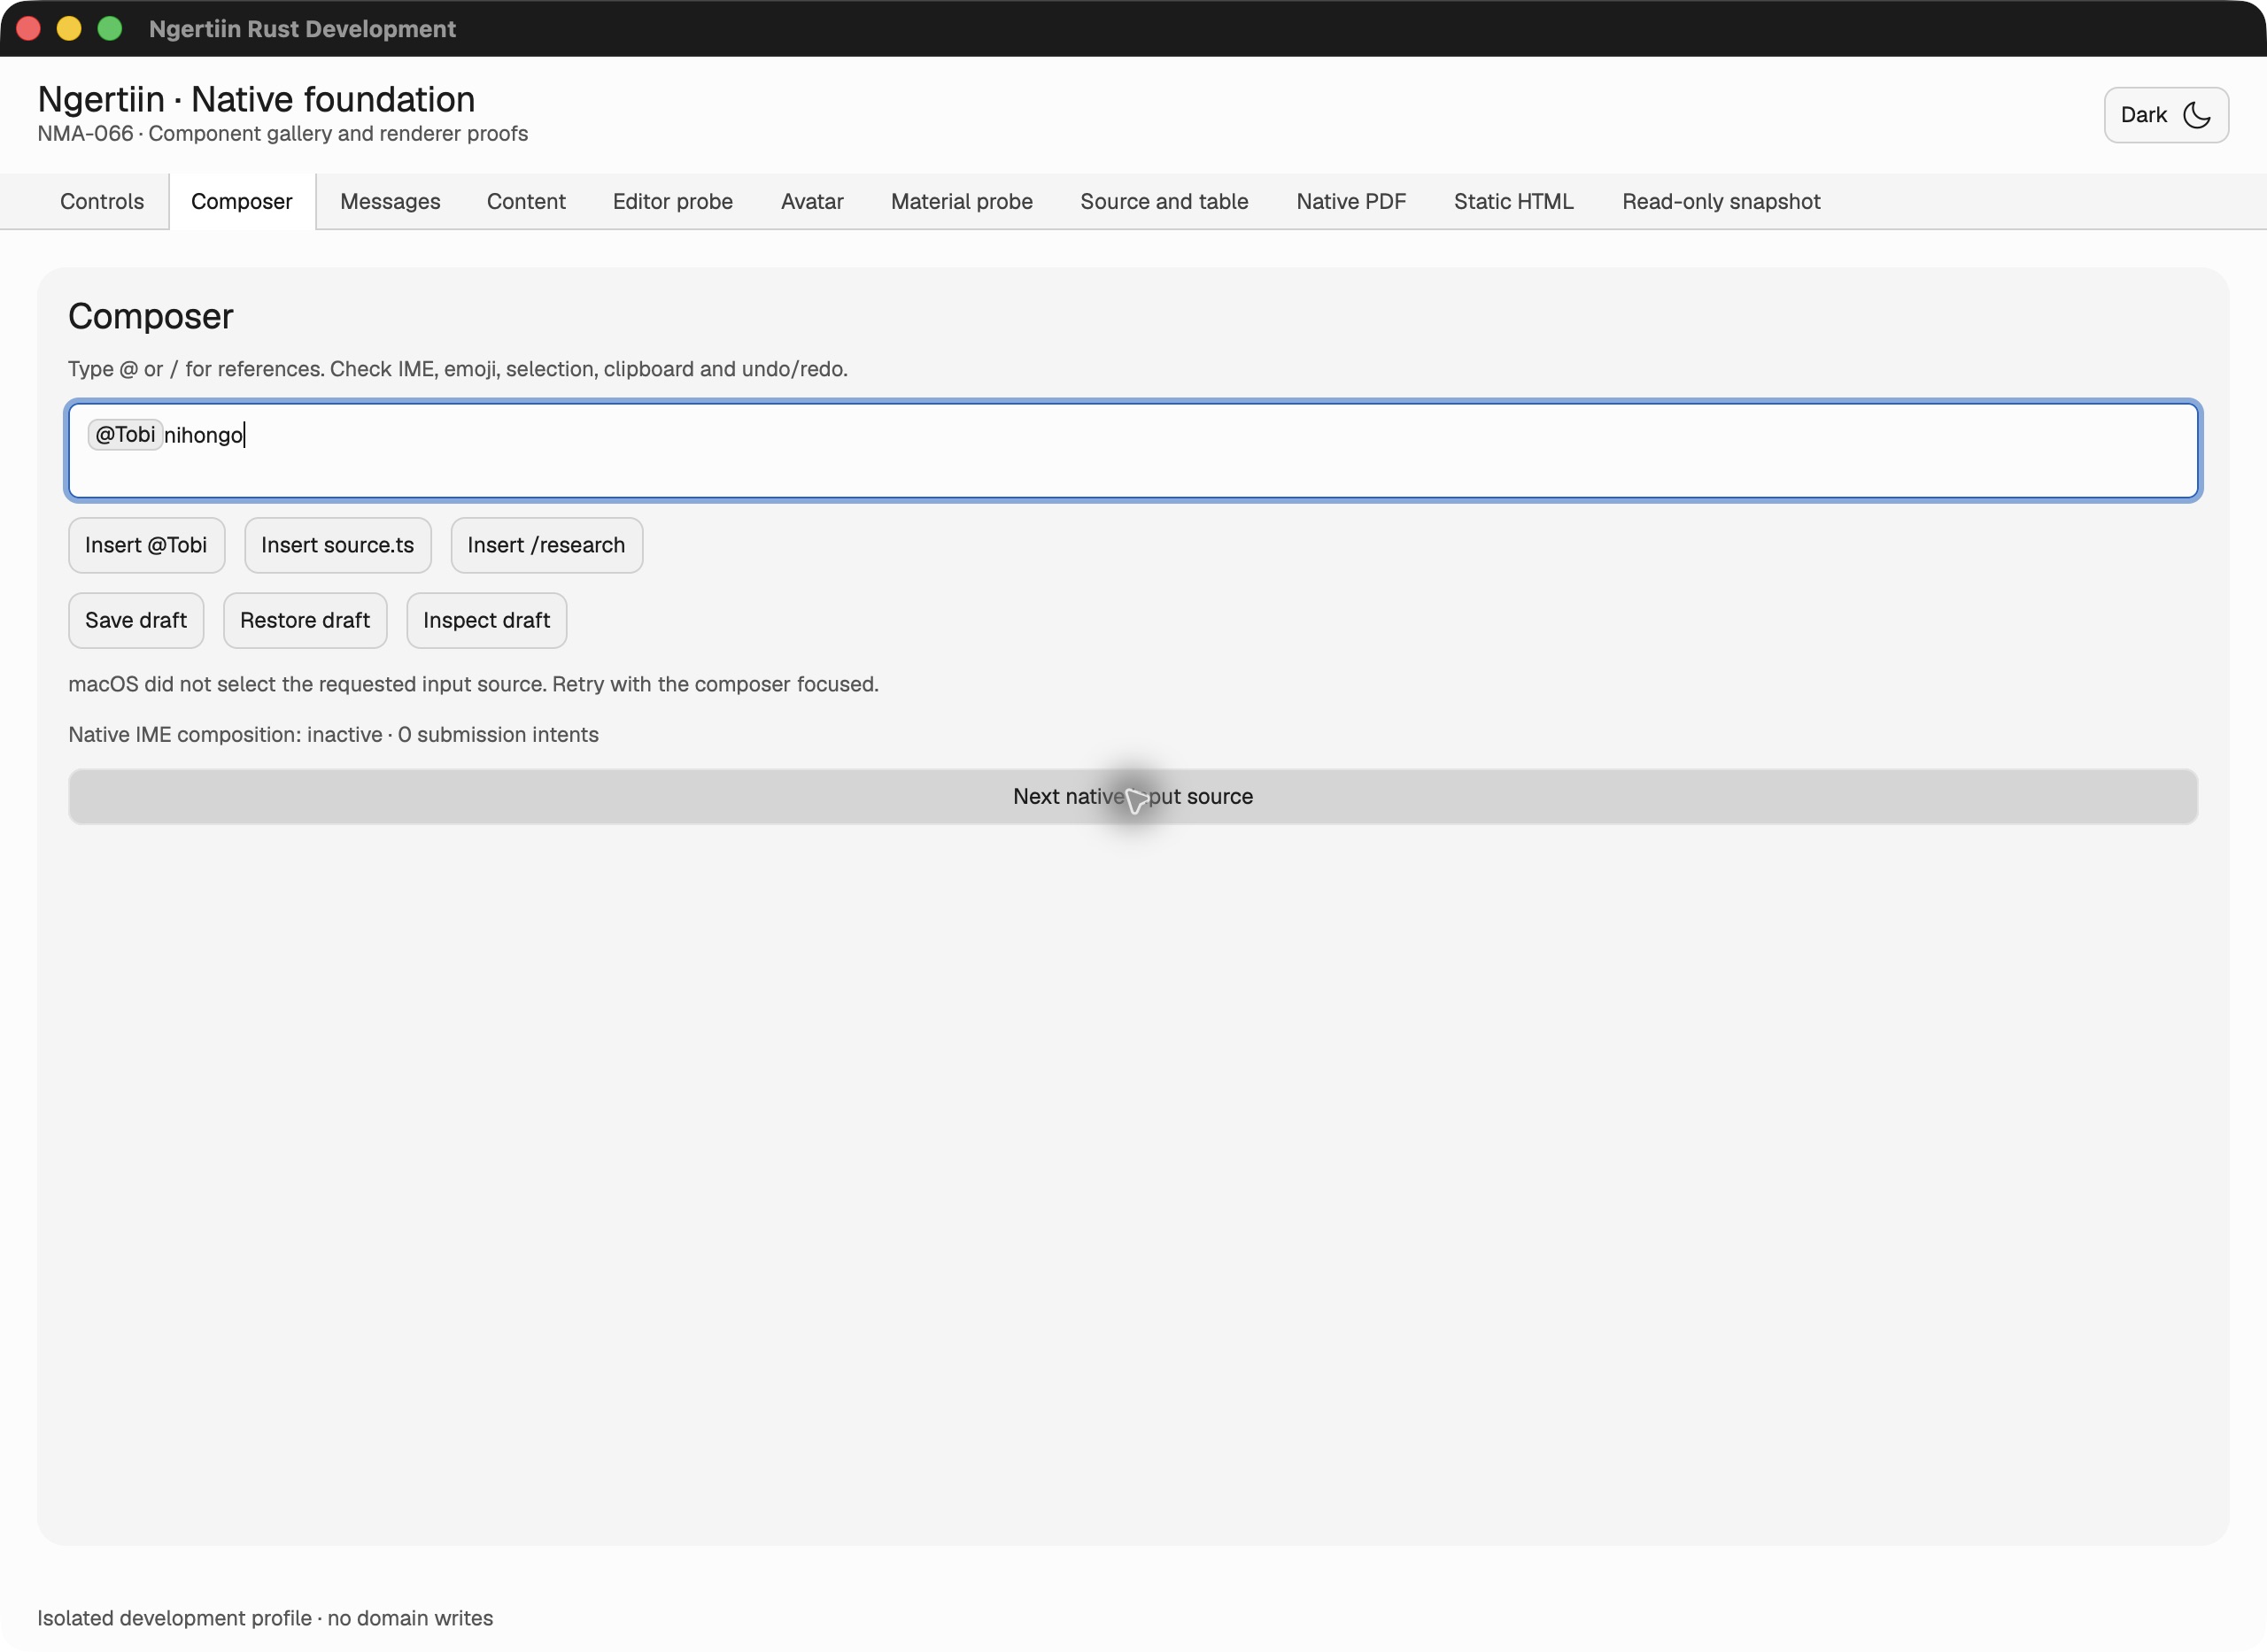 Ngertiin Rust Development
Ngertiin · Native foundation
NMA-066 · Component gallery and renderer proofs
Dark
Controls Composer Messages Content Editor probe Avatar Material probe Source and table Native PDF Static HTML Read-only snapshot
Composer
Type @ or / for references. Check IME, emoji, selection, clipboard and undo/redo.
@Tobi nihongo
Insert @Tobi Insert source.ts Insert /research
Save draft Restore draft Inspect draft
macOS did not select the requested input source. Retry with the composer focused.
Native IME composition: inactive · 0 submission intents
Next native input source
Isolated development profile · no domain writes